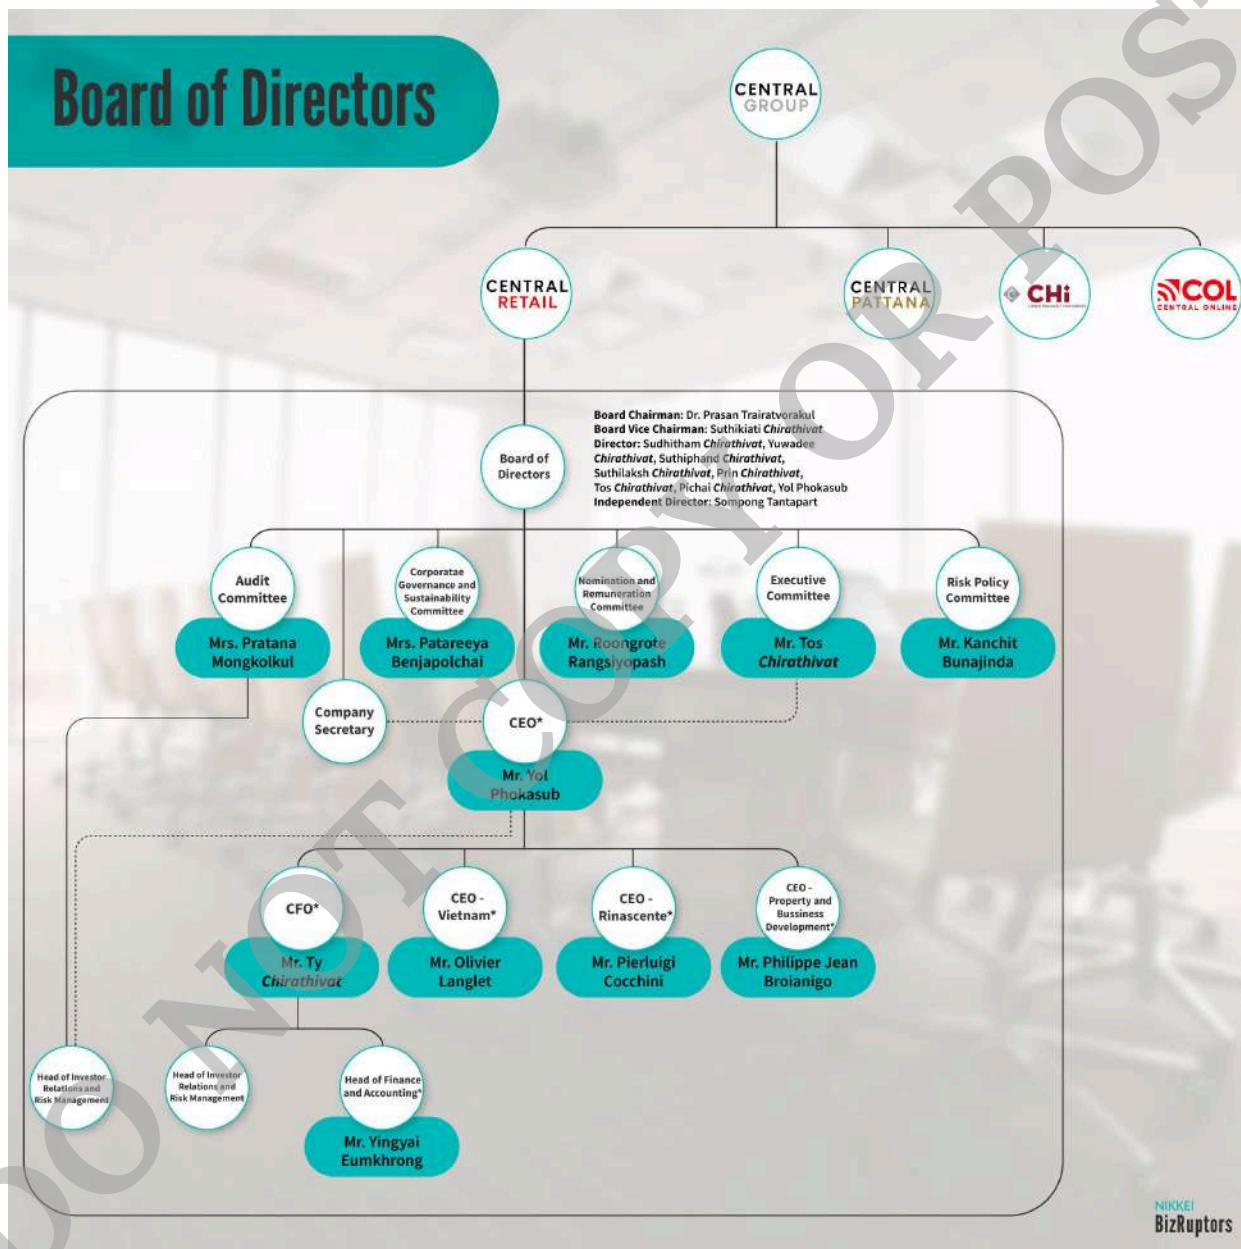 Board of Directors
CENTRAL
GROUP
CENTRAL
RETAIL
CENTRAL
PATTANA
CHi
COL
CENTRAL ONLINE
Board Chairman: Dr. Prasan Trairatvorakul
Board Vice Chairman: Suthikiati Chirathivat
Director: Sudhitham Chirathivat, Yuwadee
Chirathivat, Suthiphand Chirathivat,
Suthilaksh Chirathivat, Prin Chirathivat,
Tos Chirathivat, Pichai Chirathivat, Yol Phokasub
Independent Director: Sompong Tantapart
Board of
Directors
Audit
Committee
Mrs. Pratana
Mongkolkul
Corporatae
Governance and
Sustainability
Committee
Mrs. Patareeya
Benjapolchai
Nomination and
Remuneration
Committee
Mr. Roongrote
Rangsiyopash
Executive
Committee
Mr. Tos
Chirathivat
Risk Policy
Committee
Mr. Kanchit
Bunajinda
Company
Secretary
CEO*
Mr. Yol
Phokasub
CFO*
Mr. Ty
Chirathivat
CEO -
Vietnam*
Mr. Olivier
Langlet
CEO -
Rinascente*
Mr. Pierluigi
Cocchini
CEO -
Property and
Bussiness
Development*
Mr. Philippe Jean
Broianigo
Head of Investor
Relations and
Risk Management
Head of Investor
Relations and
Risk Management
Head of Finance
and Accounting*
Mr. Yingyai
Eumkhrong
NIKKEI
BizRuptors
DO NOT COPY OR POS